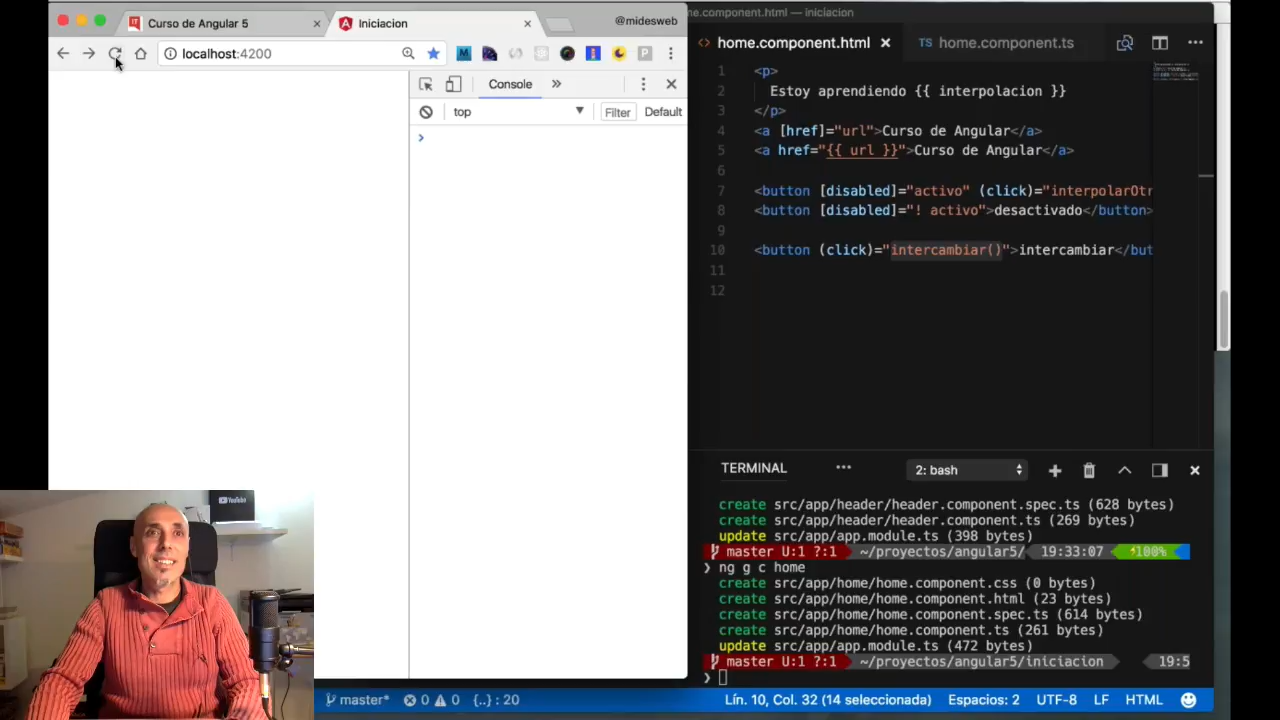 Curso de Angular 5
Iniciacion
@midesweb
localhost:4200
Console
top
Filter
Default
me.component.html — iniciacion
home.component.html
TS home.component.ts
1 <p>
2 Estoy aprendiendo {{ interpolacion }}
3 </p>
4 <a [href]="url">Curso de Angular</a>
5 <a href="{{ url }}">Curso de Angular</a>
6
7 <button [disabled]="activo" (click)="interpolarOtr
8 <button [disabled]="! activo">desactivado</button>
9
10 <button (click)="intercambiar()">intercambiar</but
11
12
TERMINAL
2: bash
create src/app/header/header.component.spec.ts (628 bytes)
create src/app/header/header.component.ts (269 bytes)
update src/app/app.module.ts (398 bytes)
master U:1 ?:1 ~/proyectos/angular5/ 19:33:07 100%
❯ ng g c home
create src/app/home/home.component.css (0 bytes)
create src/app/home/home.component.html (23 bytes)
create src/app/home/home.component.spec.ts (614 bytes)
create src/app/home/home.component.ts (261 bytes)
update src/app/app.module.ts (472 bytes)
master U:1 ?:1 ~/proyectos/angular5/iniciacion 19:5
❯
YouTube
master* 0 0 {..} : 20 Lín. 10, Col. 32 (14 seleccionada) Espacios: 2 UTF-8 LF HTML